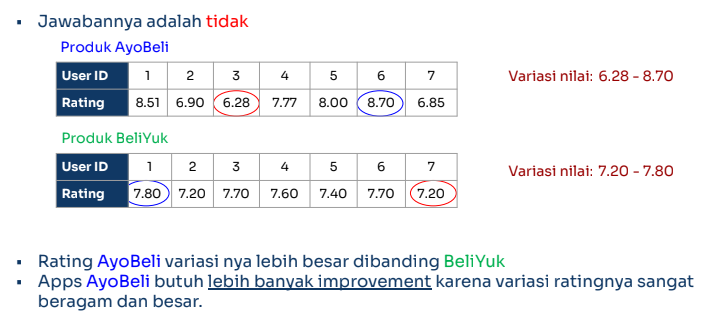 ▪ Jawabannya adalah tidak
Produk AyoBeli
User ID 1 2 3 4 5 6 7
Rating 8.51 6.90 6.28 7.77 8.00 8.70 6.85
Variasi nilai: 6.28 - 8.70
Produk BeliYuk
User ID 1 2 3 4 5 6 7
Rating 7.80 7.20 7.70 7.60 7.40 7.70 7.20
Variasi nilai: 7.20 - 7.80
▪ Rating AyoBeli variasi nya lebih besar dibanding BeliYuk
▪ Apps AyoBeli butuh lebih banyak improvement karena variasi ratingnya sangat
beragam dan besar.